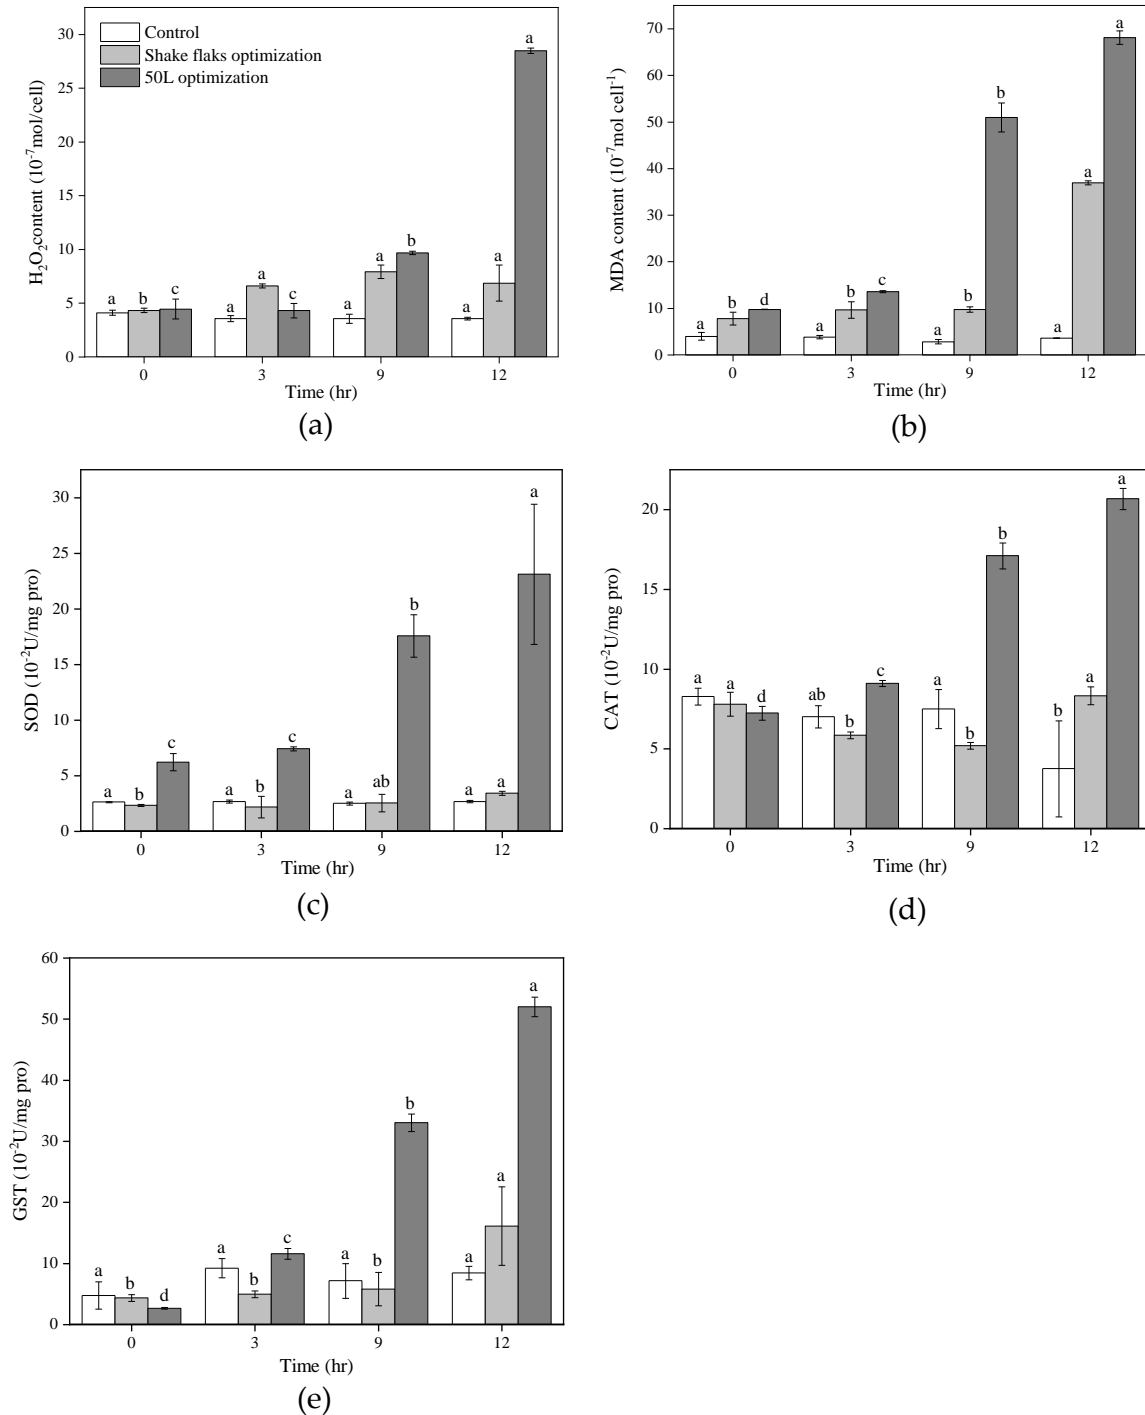 Control
Shake flaks optimization
50L optimization
H₂O₂content (10⁻⁷mol/cell)
30
25
20
15
10
5
0
a b c
a a c
a a b
a a a
0 3 9 12
Time (hr)
(a)
MDA content (10⁻⁷mol cell⁻¹)
70
60
50
40
30
20
10
0
a b d
a b c
a b b
a a a
0 3 9 12
Time (hr)
(b)
SOD (10⁻²U/mg pro)
30
25
20
15
10
5
0
a b c
a b c
a ab b
a a a
0 3 9 12
Time (hr)
(c)
CAT (10⁻²U/mg pro)
20
15
10
5
0
a a d
ab b c
a b b
b a a
0 3 9 12
Time (hr)
(d)
GST (10⁻²U/mg pro)
60
50
40
30
20
10
0
a b d
a b c
a b b
a a a
0 3 9 12
Time (hr)
(e)